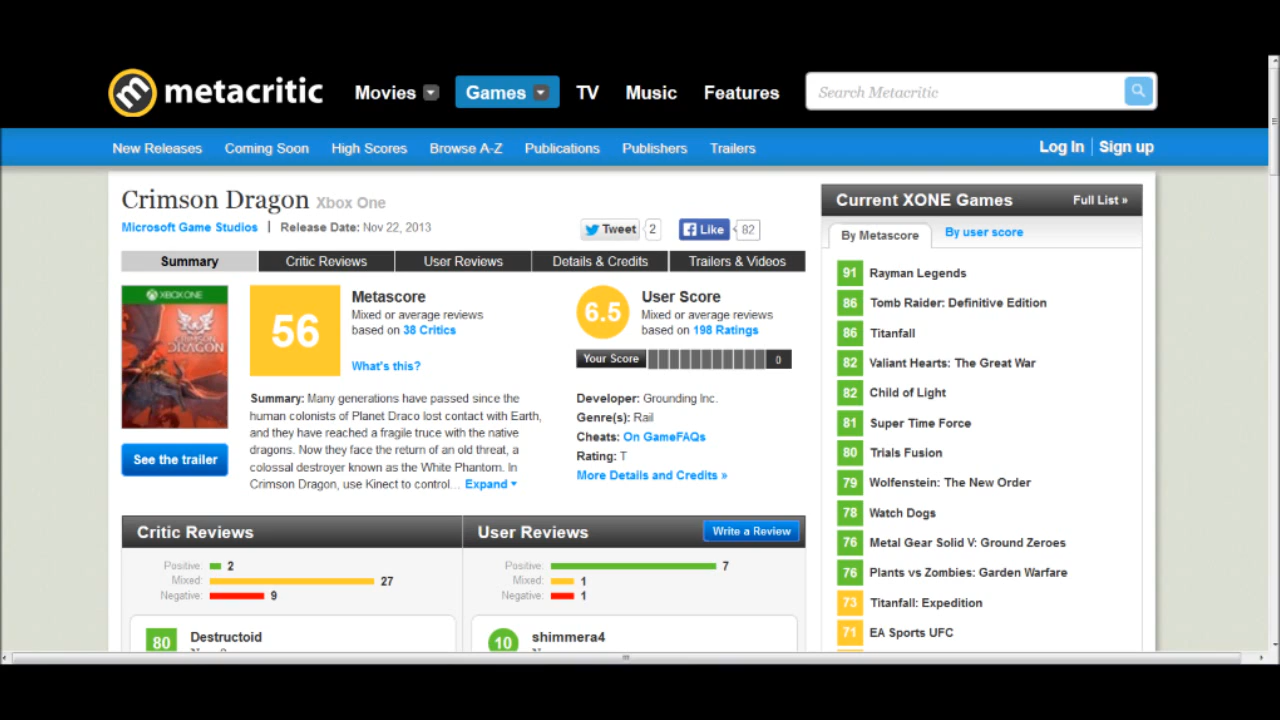 metacritic
Movies
Games
TV
Music
Features
Search Metacritic
New Releases
Coming Soon
High Scores
Browse A-Z
Publications
Publishers
Trailers
Log In
Sign up
Crimson Dragon Xbox One
Microsoft Game Studios | Release Date: Nov 22, 2013
Tweet 2
Like 82
Summary
Critic Reviews
User Reviews
Details & Credits
Trailers & Videos
XBOX ONE
CRIMSON
DRAGON
See the trailer
56
Metascore
Mixed or average reviews
based on 38 Critics
What's this?
6.5
User Score
Mixed or average reviews
based on 198 Ratings
Your Score 0
Summary: Many generations have passed since the
human colonists of Planet Draco lost contact with Earth,
and they have reached a fragile truce with the native
dragons. Now they face the return of an old threat, a
colossal destroyer known as the White Phantom. In
Crimson Dragon, use Kinect to control... Expand
Developer: Grounding Inc.
Genre(s): Rail
Cheats: On GameFAQs
Rating: T
More Details and Credits »
Critic Reviews
Positive: 2
Mixed: 27
Negative: 9
80 Destructoid
User Reviews
Write a Review
Positive: 7
Mixed: 1
Negative: 1
10 shimmera4
Current XONE Games
Full List »
By Metascore
By user score
91 Rayman Legends
86 Tomb Raider: Definitive Edition
86 Titanfall
82 Valiant Hearts: The Great War
82 Child of Light
81 Super Time Force
80 Trials Fusion
79 Wolfenstein: The New Order
78 Watch Dogs
76 Metal Gear Solid V: Ground Zeroes
76 Plants vs Zombies: Garden Warfare
73 Titanfall: Expedition
71 EA Sports UFC